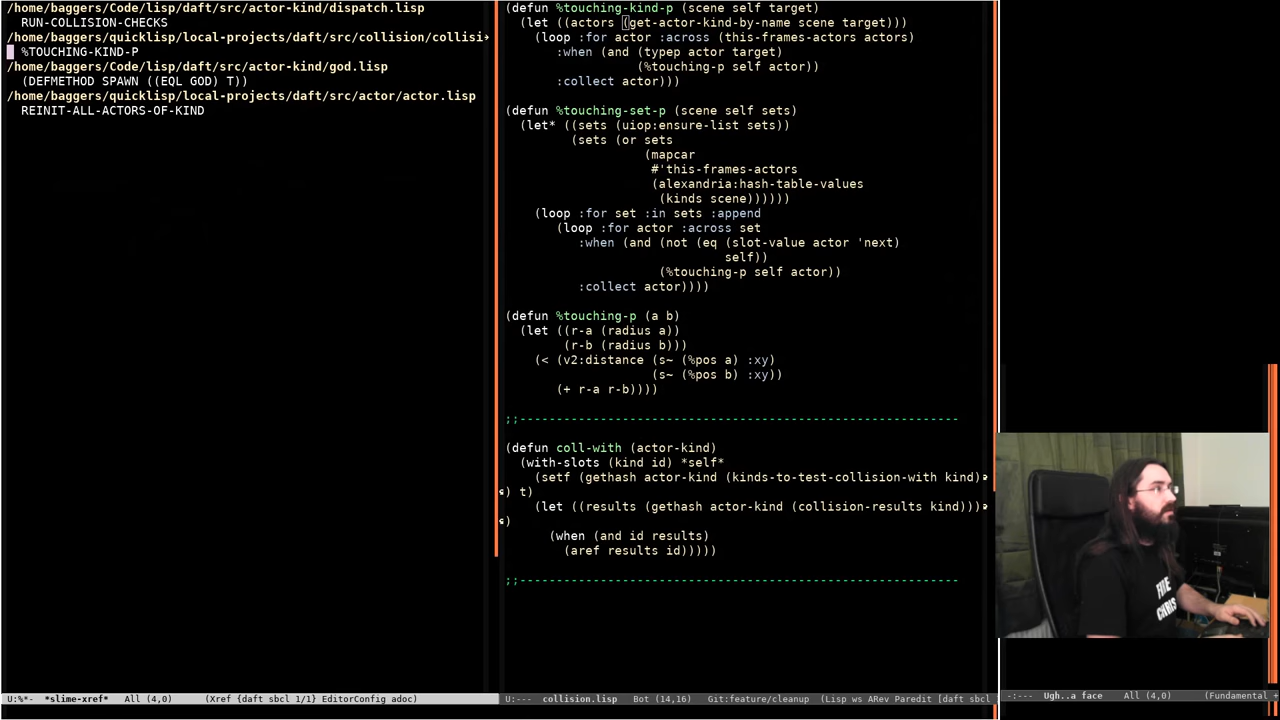 /home/baggers/Code/lisp/daft/src/actor-kind/dispatch.lisp
RUN-COLLISION-CHECKS
/home/baggers/quicklisp/local-projects/daft/src/collision/collisi
%TOUCHING-KIND-P
/home/baggers/Code/lisp/daft/src/actor-kind/god.lisp
(DEFMETHOD SPAWN ((EQL GOD) T))
/home/baggers/quicklisp/local-projects/daft/src/actor/actor.lisp
REINIT-ALL-ACTORS-OF-KIND
U:%*-  *slime-xref*   All (4,0)     (Xref {daft sbcl 1/1} EditorConfig adoc)
(defun %touching-kind-p (scene self target)
(let ((actors (get-actor-kind-by-name scene target)))
(loop :for actor :across (this-frames-actors actors)
:when (and (typep actor target)
(%touching-p self actor))
:collect actor)))
(defun %touching-set-p (scene self sets)
(let* ((sets (uiop:ensure-list sets))
(sets (or sets
(mapcar
#'this-frames-actors
(alexandria:hash-table-values
(kinds scene))))))
(loop :for set :in sets :append
(loop :for actor :across set
:when (and (not (eq (slot-value actor 'next)
self))
(%touching-p self actor))
:collect actor))))
(defun %touching-p (a b)
(let ((r-a (radius a))
(r-b (radius b)))
(< (v2:distance (s~ (%pos a) :xy)
(s~ (%pos b) :xy))
(+ r-a r-b))))
;;------------------------------------------------------------
(defun coll-with (actor-kind)
(with-slots (kind id) *self*
(setf (gethash actor-kind (kinds-to-test-collision-with kind)
) t)
(let ((results (gethash actor-kind (collision-results kind)))
)
(when (and id results)
(aref results id)))))
;;------------------------------------------------------------
U:---  collision.lisp   Bot (14,16)   Git:feature/cleanup  (Lisp ws ARev Paredit [daft sbcl
FIRE
CHRIS
-:---  Ugh..a face   All (4,0)     (Fundamental +